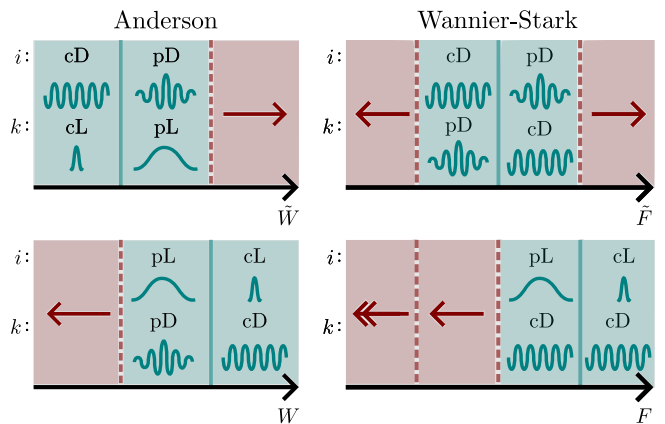 Anderson Wannier-Stark
i: cD pD i: cD pD
k: cL pL k: pD cD
W̃ F̃
i: pL cL i: pL cL
k: pD cD k: cD cD
W F